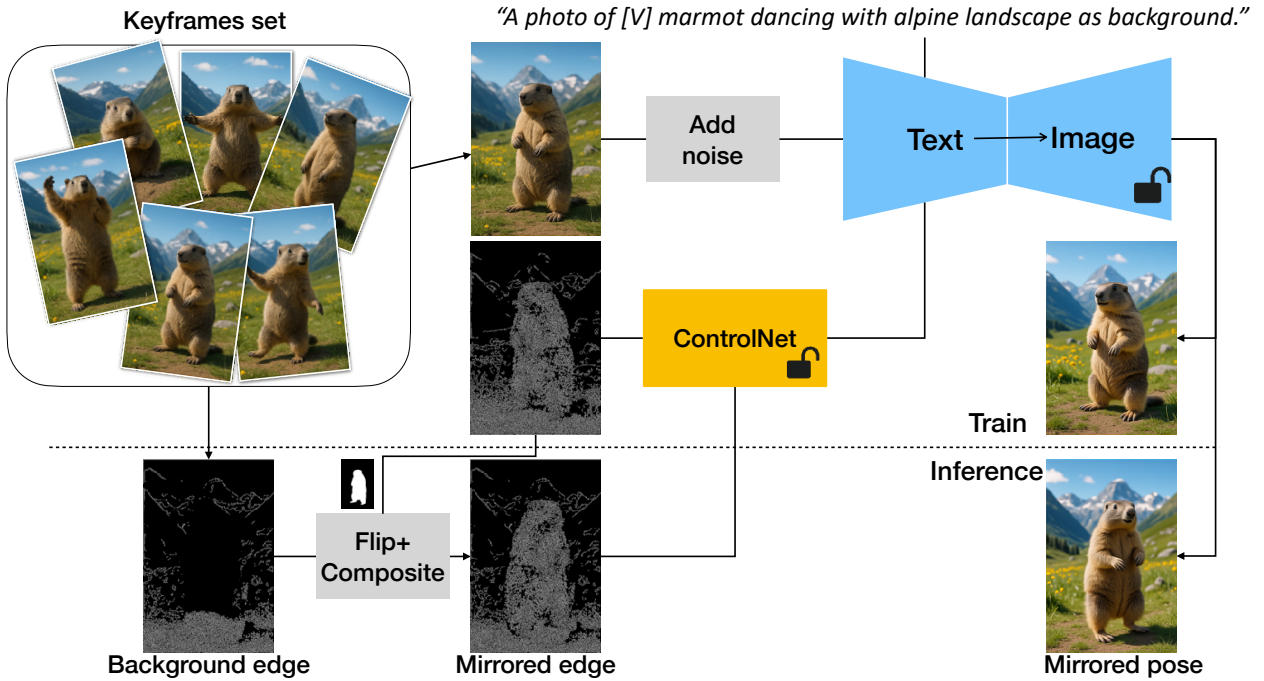 Keyframes set
“A photo of [V] marmot dancing with alpine landscape as background.”
Add
noise
Text
Image
ControlNet
Train
Inference
Flip+
Composite
Background edge
Mirrored edge
Mirrored pose